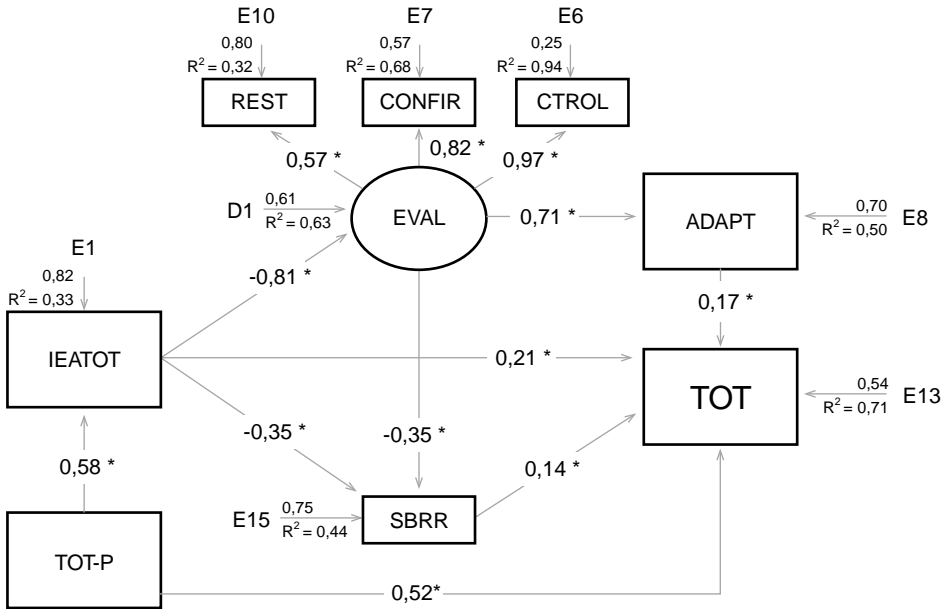 E10
E7
E6
0,80
R² = 0,32
0,57
R² = 0,68
0,25
R² = 0,94
REST
CONFIR
CTROL
0,57 *
0,82 *
0,97 *
D1
0,61
R² = 0,63
EVAL
0,71 *
ADAPT
0,70
R² = 0,50
E8
E1
0,82
R² = 0,33
-0,81 *
0,17 *
IEATOT
0,21 *
TOT
0,54
R² = 0,71
E13
-0,35 *
-0,35 *
0,14 *
0,58 *
E15
0,75
R² = 0,44
SBRR
TOT-P
0,52*